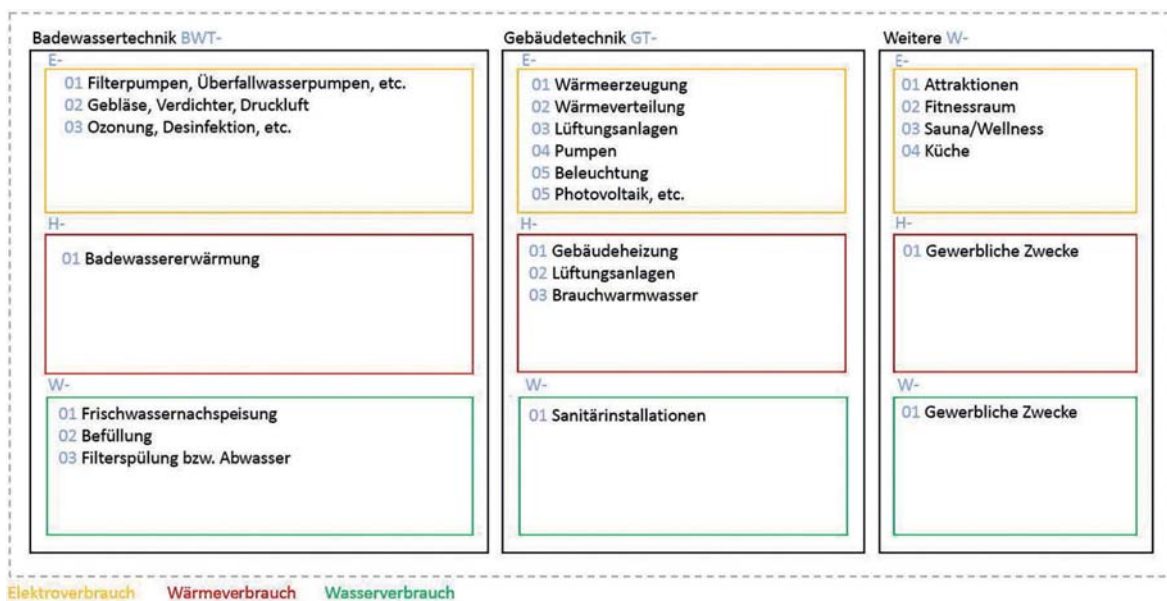 Badewassertechnik BWT-
E-
01 Filterpumpen, Überfallwasserpumpen, etc.
02 Gebläse, Verdichter, Druckluft
03 Ozonung, Desinfektion, etc.
H-
01 Badewassererwärmung
W-
01 Frischwassernachspeisung
02 Befüllung
03 Filterspülung bzw. Abwasser
Gebäudetechnik GT-
E-
01 Wärmeerzeugung
02 Wärmeverteilung
03 Lüftungsanlagen
04 Pumpen
05 Beleuchtung
05 Photovoltaik, etc.
H-
01 Gebäudeheizung
02 Lüftungsanlagen
03 Brauchwarmwasser
W-
01 Sanitärinstallationen
Weitere W-
E-
01 Attraktionen
02 Fitnessraum
03 Sauna/Wellness
04 Küche
H-
01 Gewerbliche Zwecke
W-
01 Gewerbliche Zwecke
Elektroverbrauch Wärmeverbrauch Wasserverbrauch